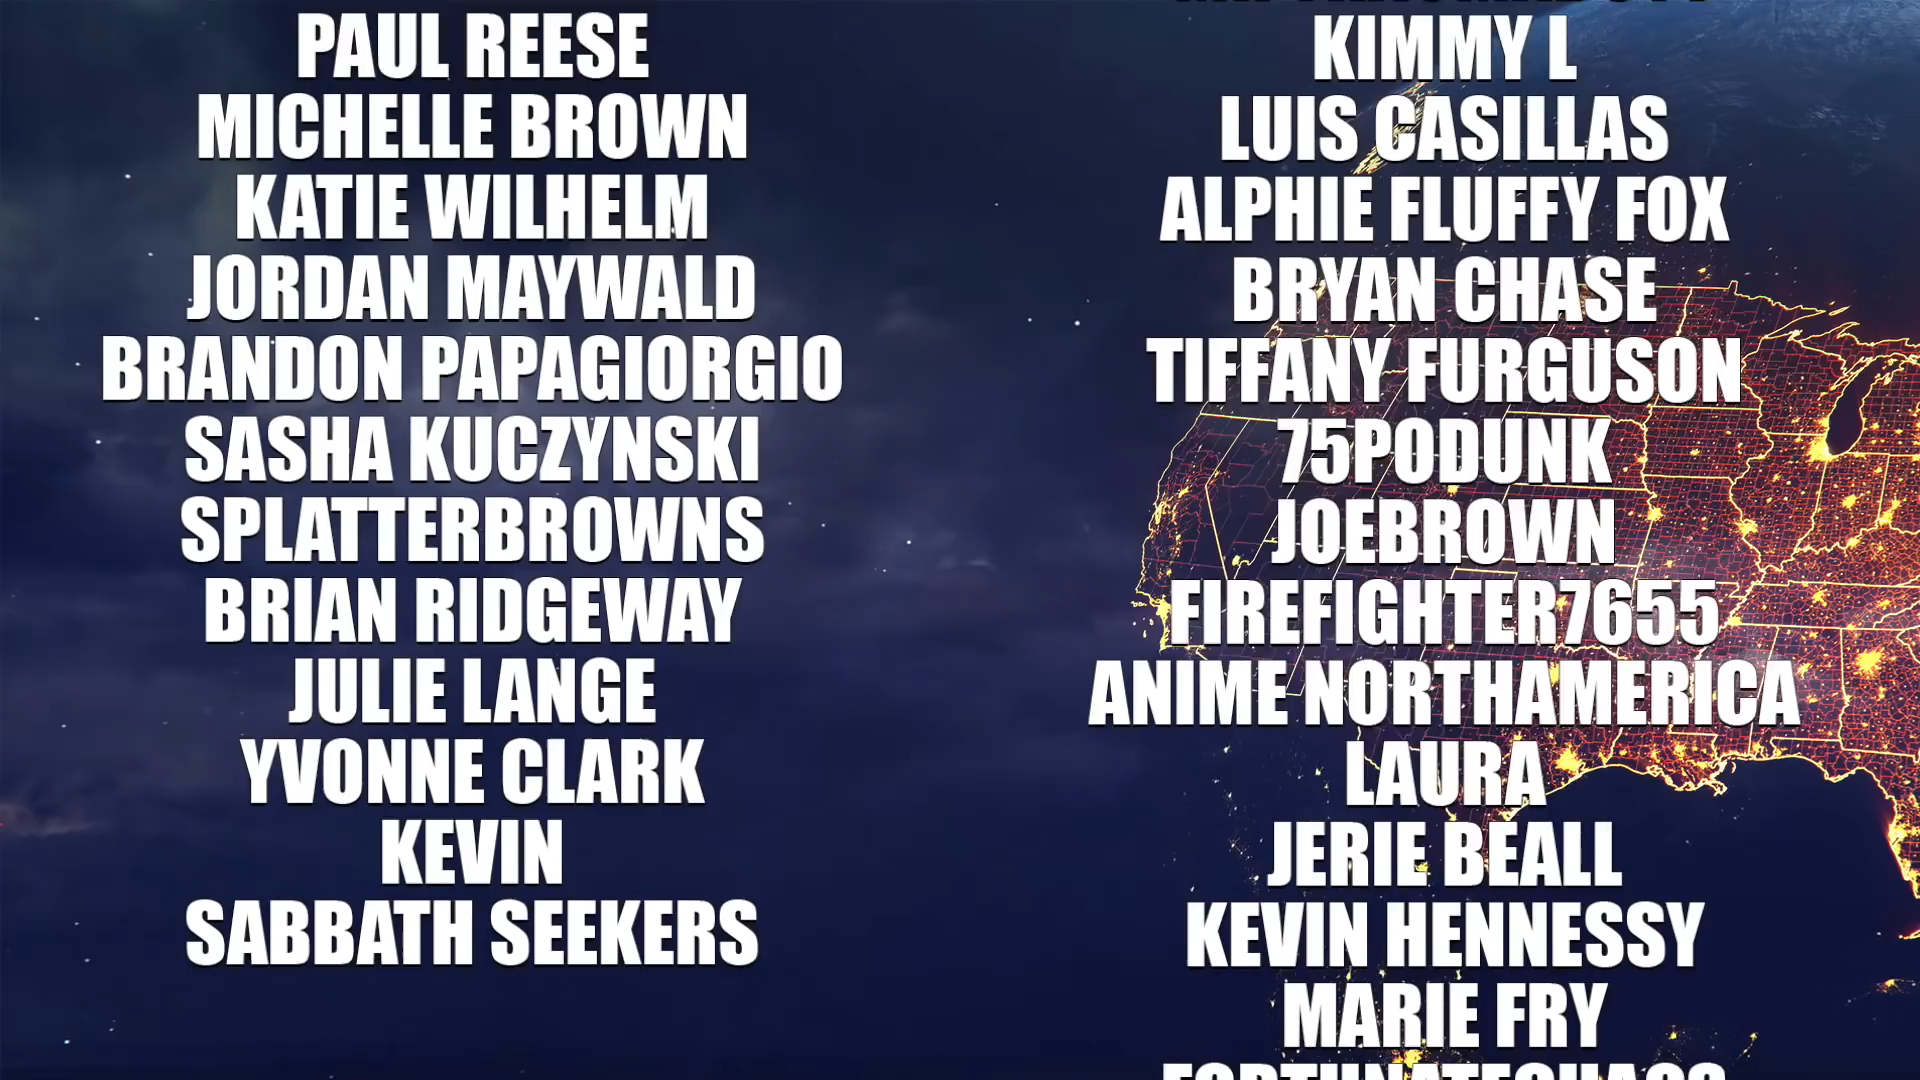 PAUL REESE
MICHELLE BROWN
KATIE WILHELM
JORDAN MAYWALD
BRANDON PAPAGIORGIO
SASHA KUCZYNSKI
SPLATTERBROWNS
BRIAN RIDGEWAY
JULIE LANGE
YVONNE CLARK
KEVIN
SABBATH SEEKERS
KIMMY L
LUIS CASILLAS
ALPHIE FLUFFY FOX
BRYAN CHASE
TIFFANY FURGUSON
75PODUNK
JOEBROWN
FIREFIGHTER7655
ANIME NORTHAMERICA
LAURA
JERIE BEALL
KEVIN HENNESSY
MARIE FRY